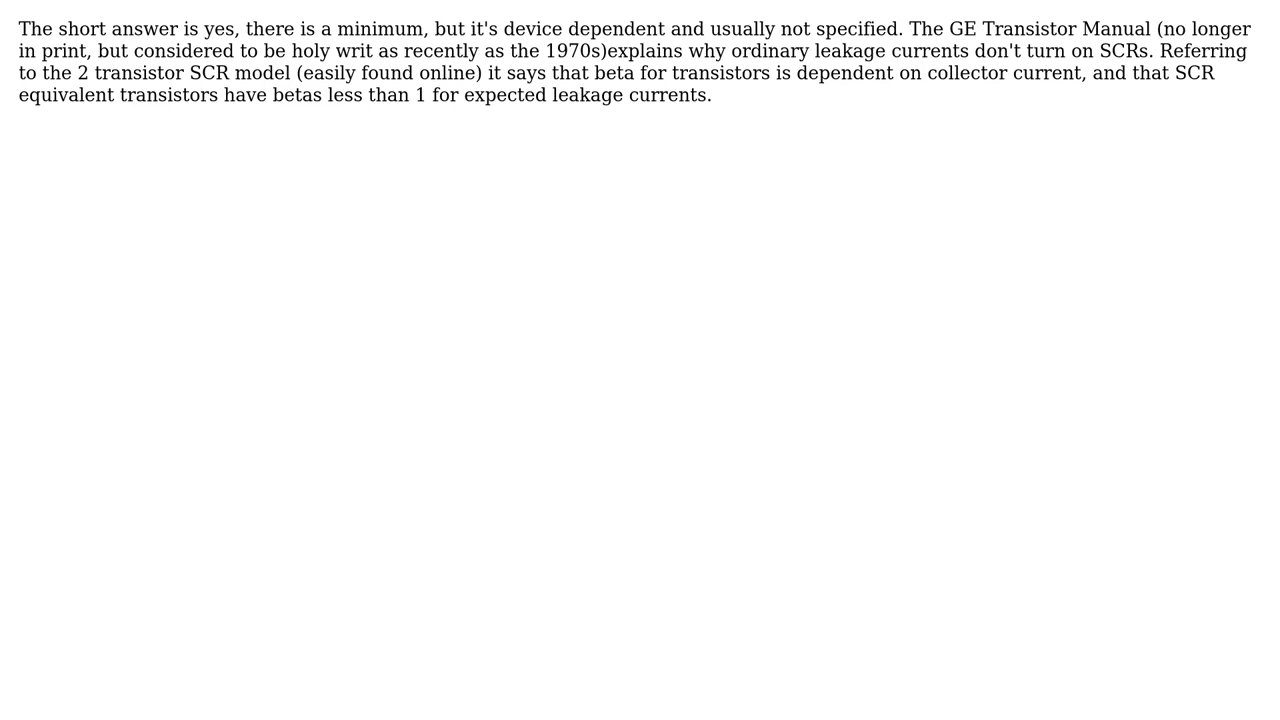 The short answer is yes, there is a minimum, but it's device dependent and usually not specified. The GE Transistor Manual (no longer
in print, but considered to be holy writ as recently as the 1970s)explains why ordinary leakage currents don't turn on SCRs. Referring
to the 2 transistor SCR model (easily found online) it says that beta for transistors is dependent on collector current, and that SCR
equivalent transistors have betas less than 1 for expected leakage currents.